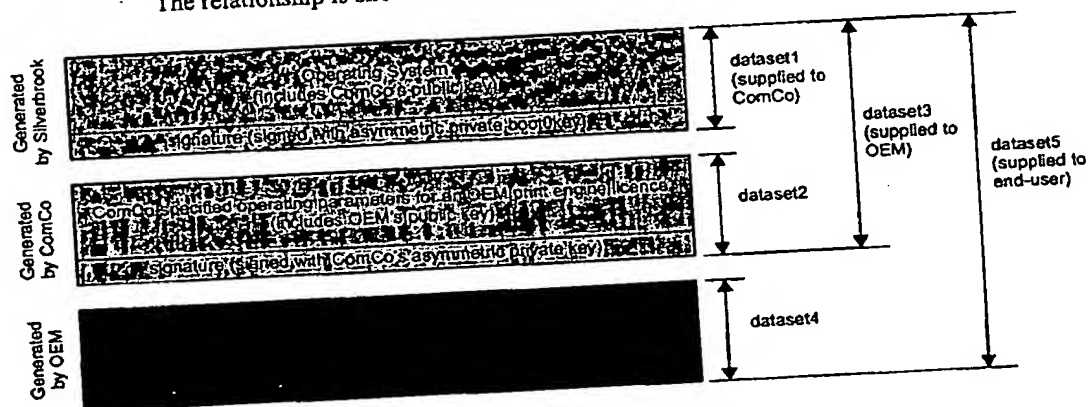 The relationship is
Generated
by Silverbrook
Operating System
(includes ComCo's public key)
signature (signed with asymmetric private boot0key)
dataset1
(supplied to
ComCo)
dataset3
(supplied to
OEM)
dataset5
(supplied to
end-user)
Generated
by ComCo
ComCo specified operating parameters for an OEM print engine licence
(includes OEM's public key)
signature (signed with ComCo's asymmetric private key)
dataset2
Generated
by OEM
dataset4